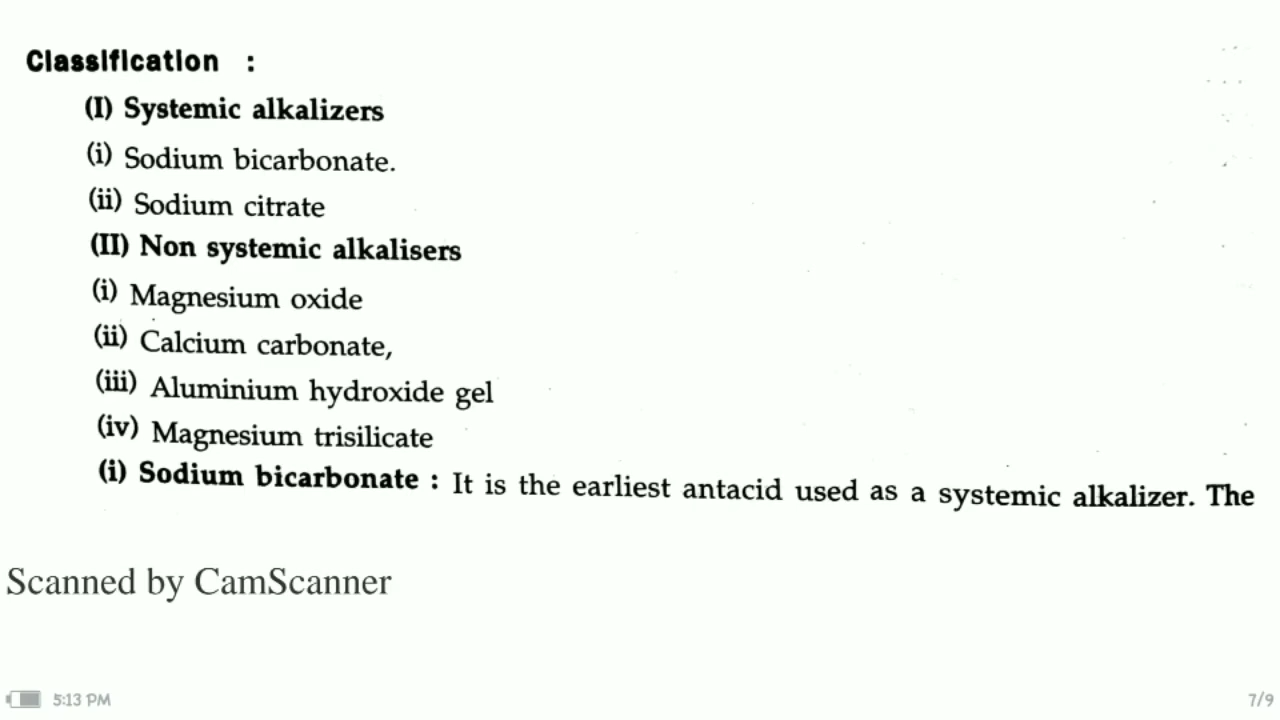 Classification :
(I) Systemic alkalizers
(i) Sodium bicarbonate.
(ii) Sodium citrate
(II) Non systemic alkalisers
(i) Magnesium oxide
(ii) Calcium carbonate,
(iii) Aluminium hydroxide gel
(iv) Magnesium trisilicate
(i) Sodium bicarbonate : It is the earliest antacid used as a systemic alkalizer. The
Scanned by CamScanner
5:13 PM
7/9